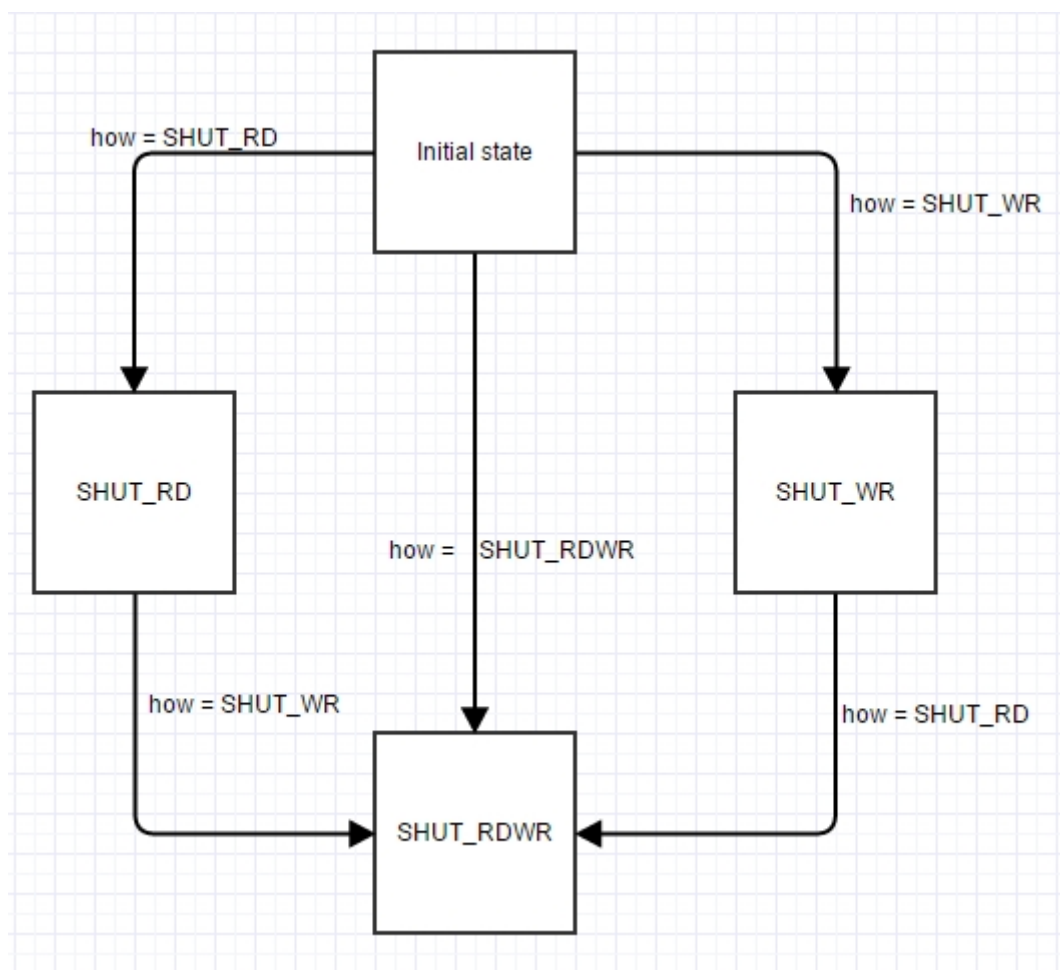 how = SHUT_RD
Initial state
how = SHUT_WR
SHUT_RD
SHUT_WR
how = SHUT_RDWR
how = SHUT_WR
how = SHUT_RD
SHUT_RDWR